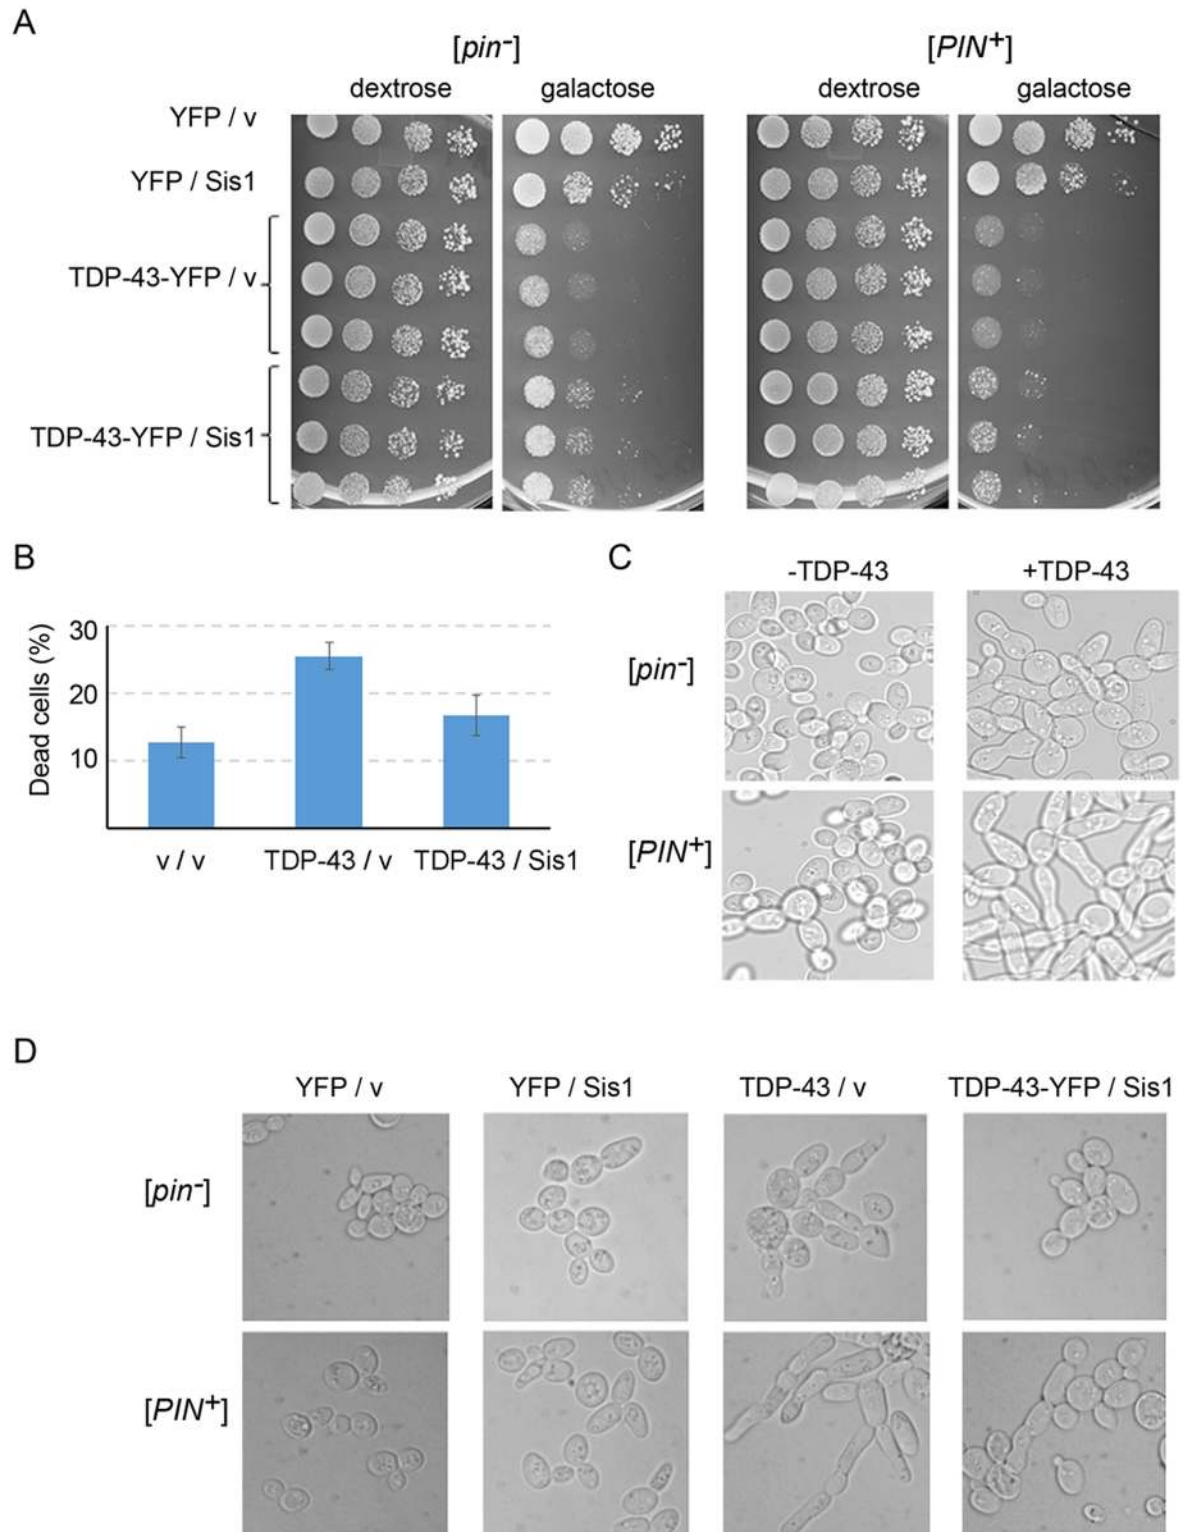 A
[pin-] [PIN+]
dextrose galactose dextrose galactose
YFP / v
YFP / Sis1
TDP-43-YFP / v
TDP-43-YFP / Sis1
B
30
20
10
Dead cells (%)
v / v TDP-43 / v TDP-43 / Sis1
C
-TDP-43 +TDP-43
[pin-]
[PIN+]
D
YFP / v YFP / Sis1 TDP-43 / v TDP-43-YFP / Sis1
[pin-]
[PIN+]